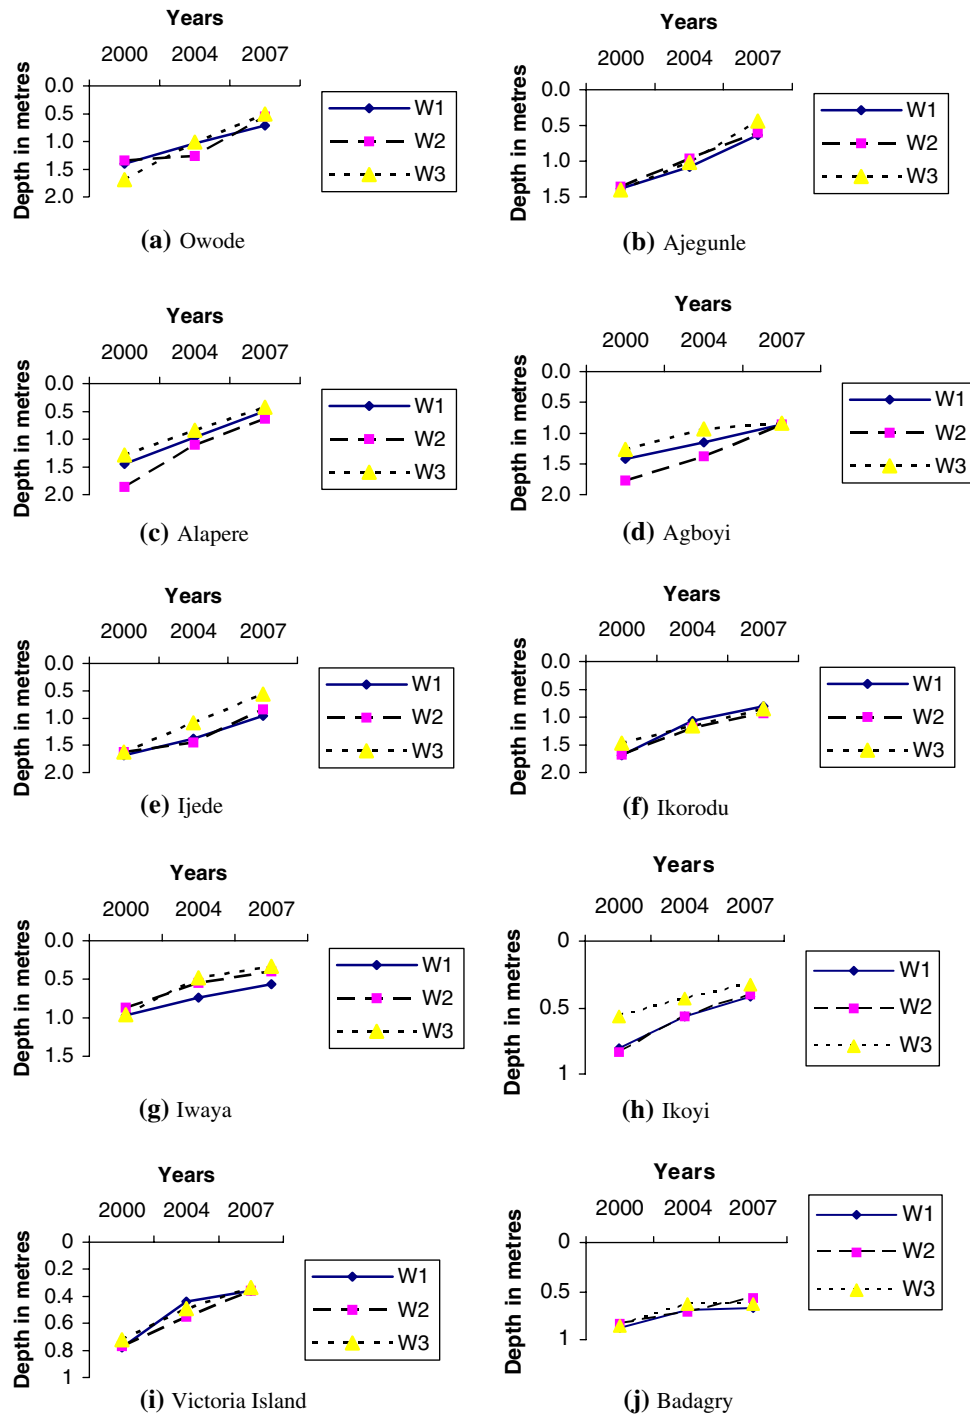 Years
2000 2004 2007
Depth in metres
0.0
0.5
1.0
1.5
2.0
W1
W2
W3
(a) Owode
Years
2000 2004 2007
Depth in metres
0.0
0.5
1.0
1.5
W1
W2
W3
(b) Ajegunle
Years
2000 2004 2007
Depth in metres
0.0
0.5
1.0
1.5
2.0
W1
W2
W3
(c) Alapere
Years
2000 2004 2007
Depth in metres
0.0
0.5
1.0
1.5
2.0
W1
W2
W3
(d) Agboyi
Years
2000 2004 2007
Depth in metres
0.0
0.5
1.0
1.5
2.0
W1
W2
W3
(e) Ijede
Years
2000 2004 2007
Depth in metres
0.0
0.5
1.0
1.5
2.0
W1
W2
W3
(f) Ikorodu
Years
2000 2004 2007
Depth in metres
0.0
0.5
1.0
1.5
W1
W2
W3
(g) Iwaya
Years
2000 2004 2007
Depth in metres
0
0.5
1
W1
W2
W3
(h) Ikoyi
Years
2000 2004 2007
Depth in metres
0
0.2
0.4
0.6
0.8
1
W1
W2
W3
(i) Victoria Island
Years
2000 2004 2007
Depth in metres
0
0.5
1
W1
W2
W3
(j) Badagry